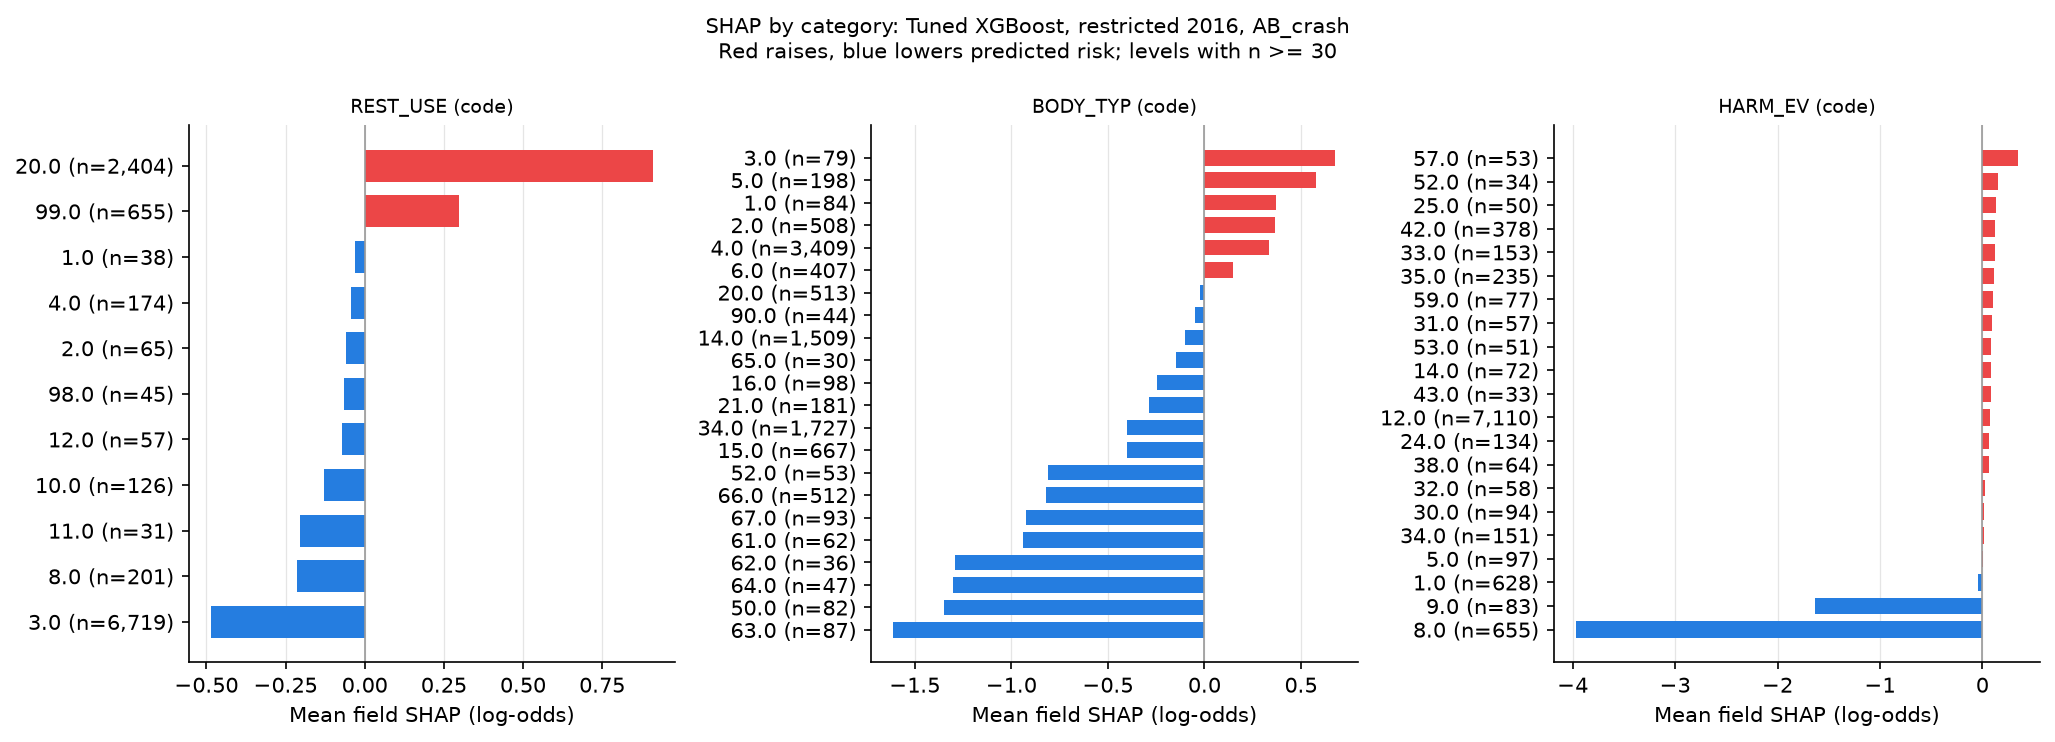 SHAP by category: Tuned XGBoost, restricted 2016, AB_crash
Red raises, blue lowers predicted risk; levels with n >= 30
REST_USE (code)
20.0 (n=2,404)
99.0 (n=655)
1.0 (n=38)
4.0 (n=174)
2.0 (n=65)
98.0 (n=45)
12.0 (n=57)
10.0 (n=126)
11.0 (n=31)
8.0 (n=201)
3.0 (n=6,719)
−0.50 −0.25 0.00 0.25 0.50 0.75
Mean field SHAP (log-odds)
BODY_TYP (code)
3.0 (n=79)
5.0 (n=198)
1.0 (n=84)
2.0 (n=508)
4.0 (n=3,409)
6.0 (n=407)
20.0 (n=513)
90.0 (n=44)
14.0 (n=1,509)
65.0 (n=30)
16.0 (n=98)
21.0 (n=181)
34.0 (n=1,727)
15.0 (n=667)
52.0 (n=53)
66.0 (n=512)
67.0 (n=93)
61.0 (n=62)
62.0 (n=36)
64.0 (n=47)
50.0 (n=82)
63.0 (n=87)
−1.5 −1.0 −0.5 0.0 0.5
Mean field SHAP (log-odds)
HARM_EV (code)
57.0 (n=53)
52.0 (n=34)
25.0 (n=50)
42.0 (n=378)
33.0 (n=153)
35.0 (n=235)
59.0 (n=77)
31.0 (n=57)
53.0 (n=51)
14.0 (n=72)
43.0 (n=33)
12.0 (n=7,110)
24.0 (n=134)
38.0 (n=64)
32.0 (n=58)
30.0 (n=94)
34.0 (n=151)
5.0 (n=97)
1.0 (n=628)
9.0 (n=83)
8.0 (n=655)
−4 −3 −2 −1 0
Mean field SHAP (log-odds)